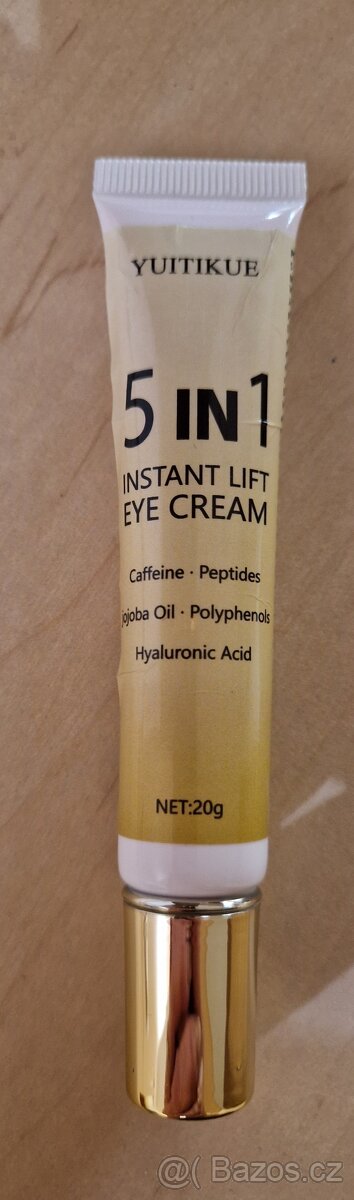 YUITIKUE
5 IN 1
INSTANT LIFT
EYE CREAM
Caffeine · Peptides
Jojoba Oil · Polyphenols
Hyaluronic Acid
NET:20g
@( Bazos.cz